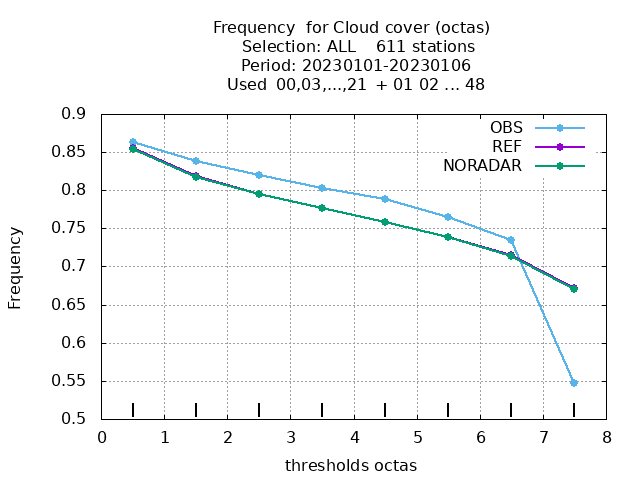 Frequency  for Cloud cover (octas)
Selection: ALL    611 stations
Period: 20230101-20230106
Used  00,03,...,21  + 01 02 ... 48
0.9
0.85
0.8
0.75
0.7
0.65
0.6
0.55
0.5
Frequency
OBS
REF
NORADAR
0 1 2 3 4 5 6 7 8
thresholds octas